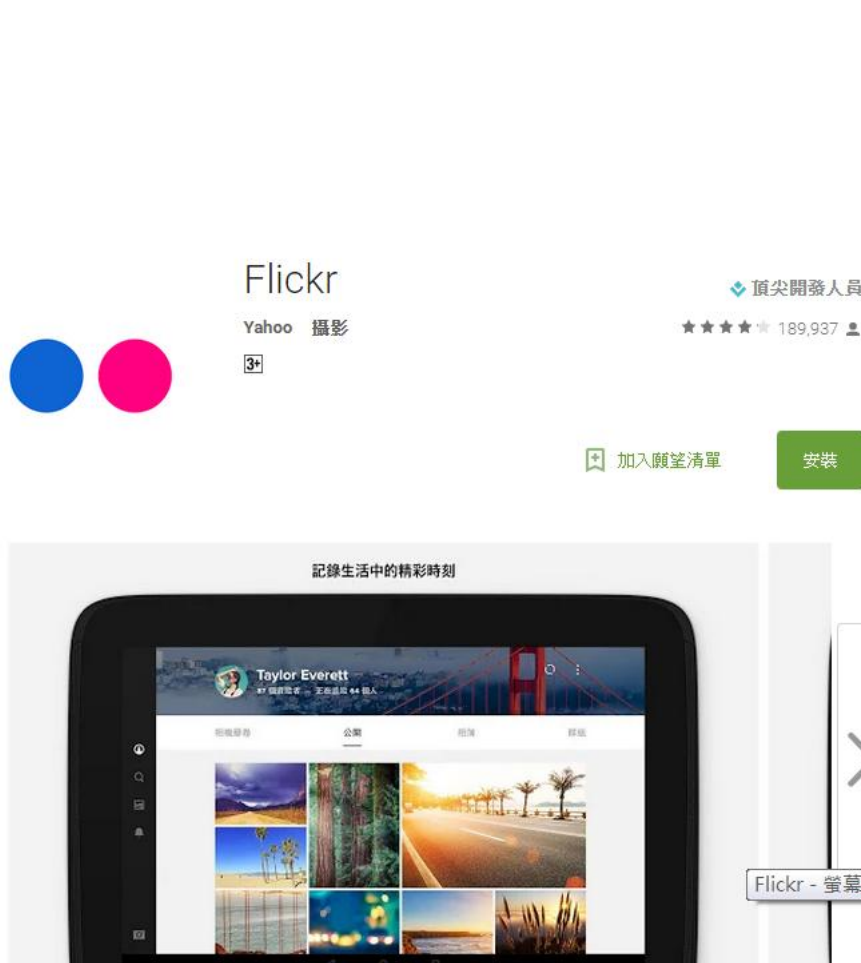 Flickr
頂尖開發人員
Yahoo 攝影
189,937
3+
加入願望清單
安裝
記錄生活中的精彩時刻
Taylor Everett
公開
Flickr - 螢幕